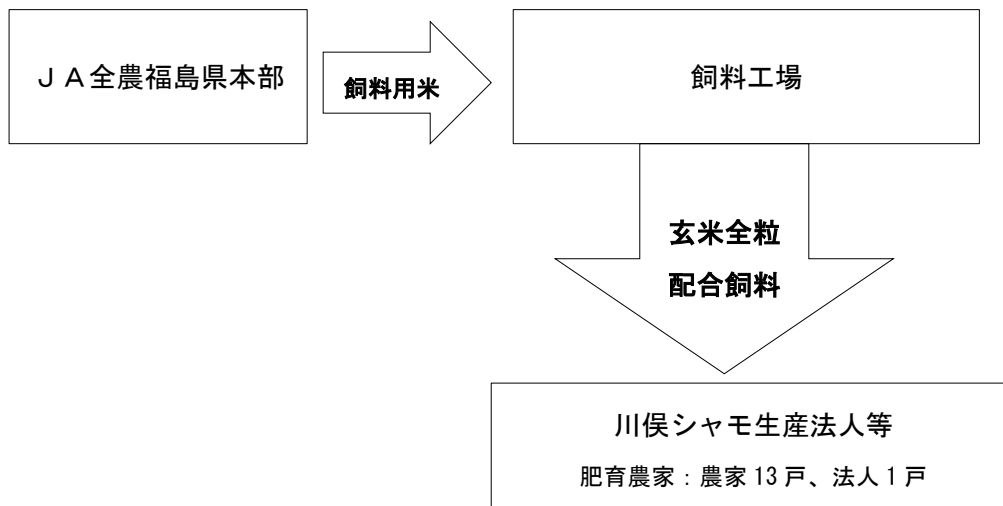 ＪＡ全農福島県本部
飼料用米
飼料工場
玄米全粒
配合飼料
川俣シャモ生産法人等
肥育農家：農家13戸、法人1戸